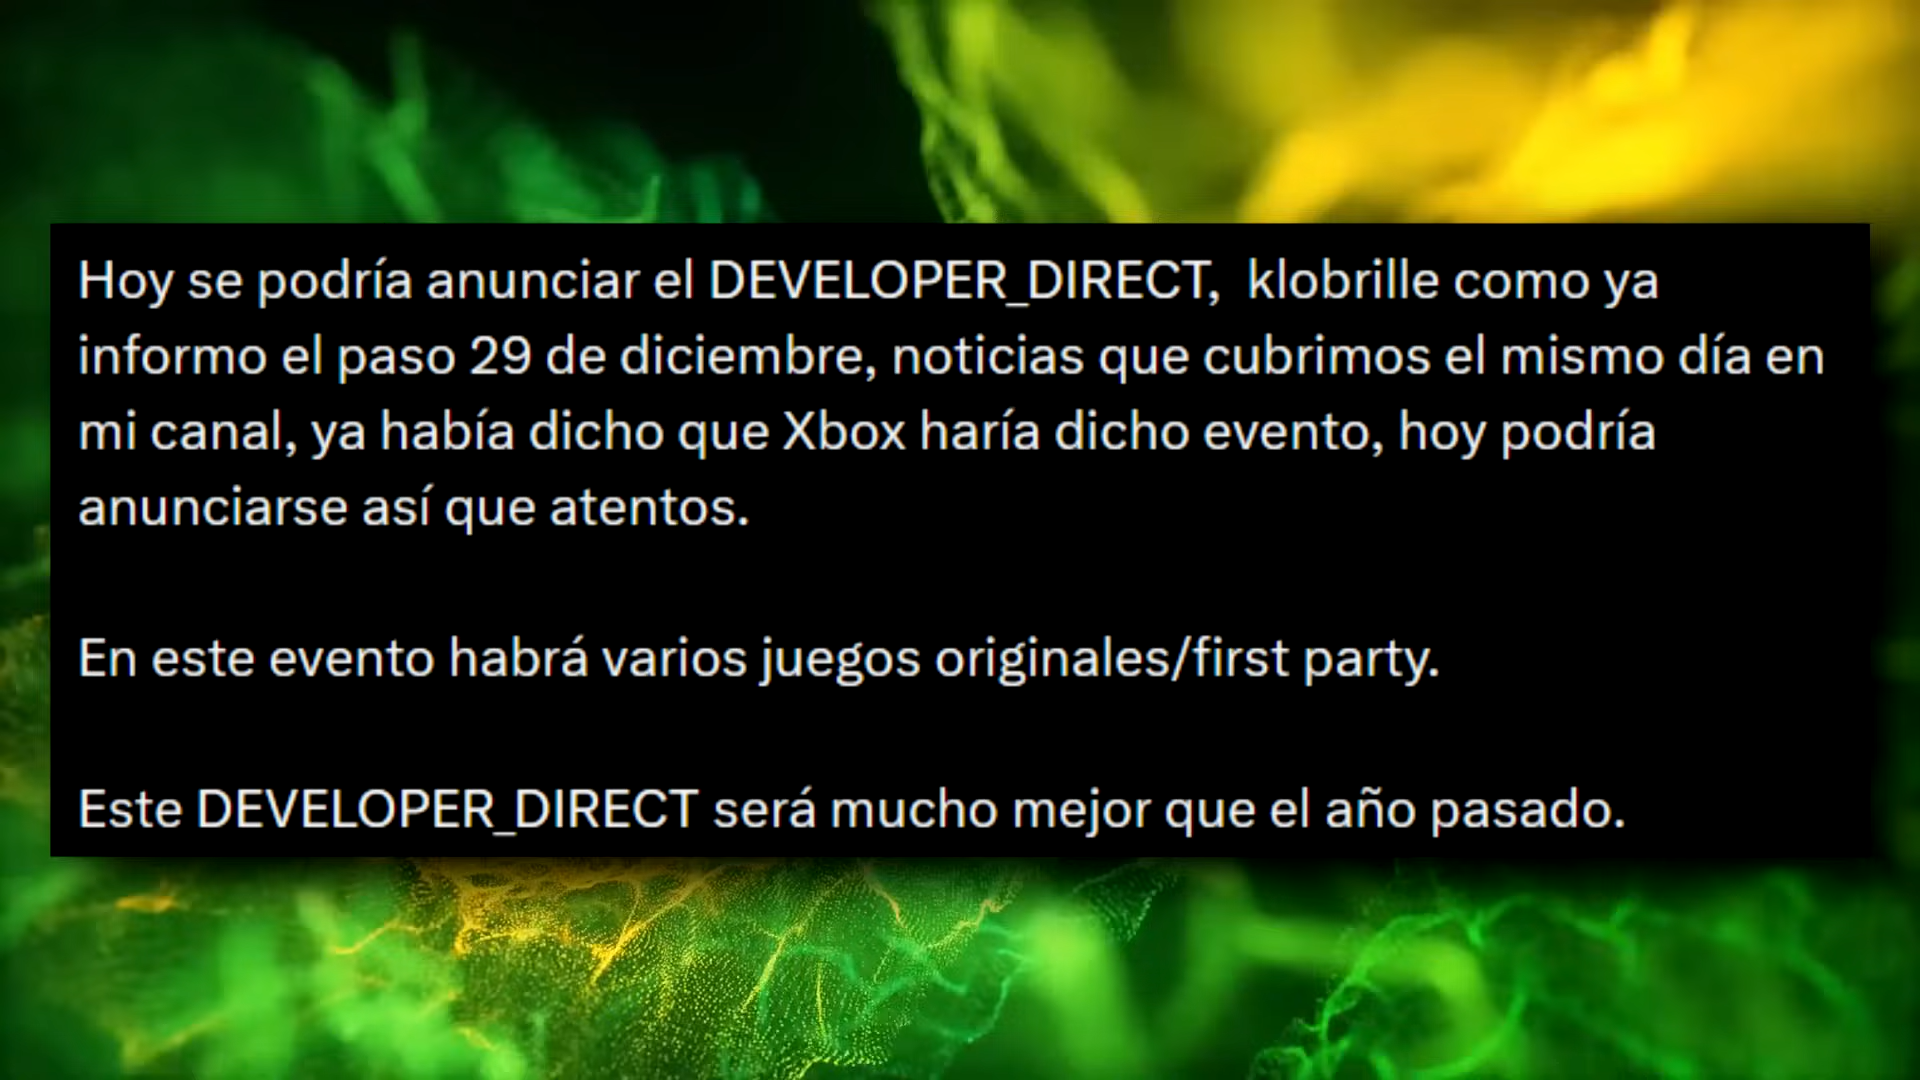 Hoy se podría anunciar el DEVELOPER_DIRECT,  klobrille como ya
informo el paso 29 de diciembre, noticias que cubrimos el mismo día en
mi canal, ya había dicho que Xbox haría dicho evento, hoy podría
anunciarse así que atentos.
En este evento habrá varios juegos originales/first party.
Este DEVELOPER_DIRECT será mucho mejor que el año pasado.